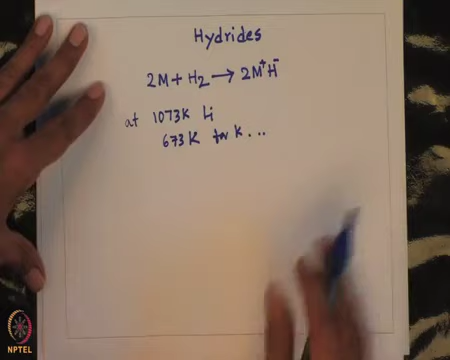 Hydrides
2M + H₂ → 2M⁺H⁻
at 1073K Li
673K for K ...
NPTEL